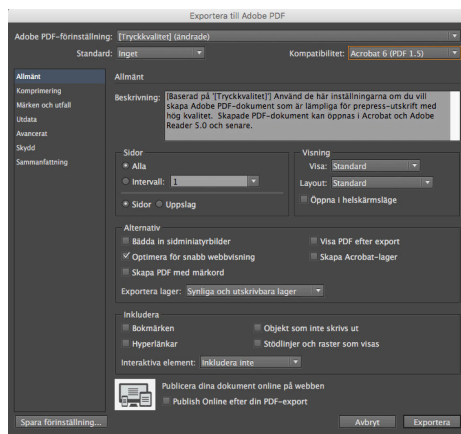 Exportera till Adobe PDF
Adobe PDF-förinställning: [Tryckkvalitet] (ändrade)
Standard: Inget Kompatibilitet: Acrobat 6 (PDF 1.5)
Allmänt
Komprimering
Märken och utfall
Utdata
Avancerat
Skydd
Sammanfattning
Allmänt
Beskrivning: [Baserad på '[Tryckkvalitet]'] Använd de här inställningarna om du vill
skapa Adobe PDF-dokument som är lämpliga för prepress-utskrift med
hög kvalitet. Skapade PDF-dokument kan öppnas i Acrobat och Adobe
Reader 5.0 och senare.
Sidor
Alla
Intervall: 1
Sidor Uppslag
Visning
Visa: Standard
Layout: Standard
Öppna i helskärmsläge
Alternativ
Bädda in sidminiatyrbilder Visa PDF efter export
Optimera för snabb webbvisning Skapa Acrobat-lager
Skapa PDF med märkord
Exportera lager: Synliga och utskrivbara lager
Inkludera
Bokmärken Objekt som inte skrivs ut
Hyperlänkar Stödlinjer och raster som visas
Interaktiva element: Inkludera inte
Publicera dina dokument online på webben
Publish Online efter din PDF-export
Spara förinställning... Avbryt Exportera